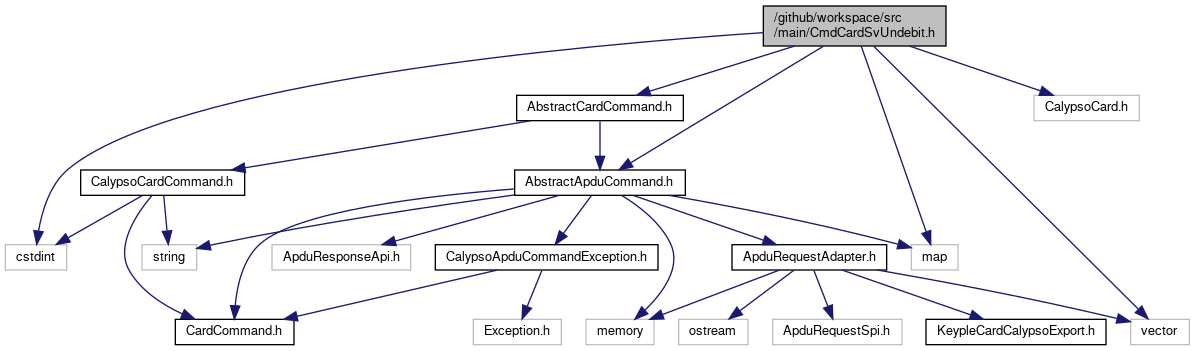 /github/workspace/src
/main/CmdCardSvUndebit.h
AbstractCardCommand.h
CalypsoCard.h
CalypsoCardCommand.h
AbstractApduCommand.h
cstdint
string
ApduResponseApi.h
CalypsoApduCommandException.h
ApduRequestAdapter.h
map
CardCommand.h
Exception.h
memory
ostream
ApduRequestSpi.h
KeypleCardCalypsoExport.h
vector